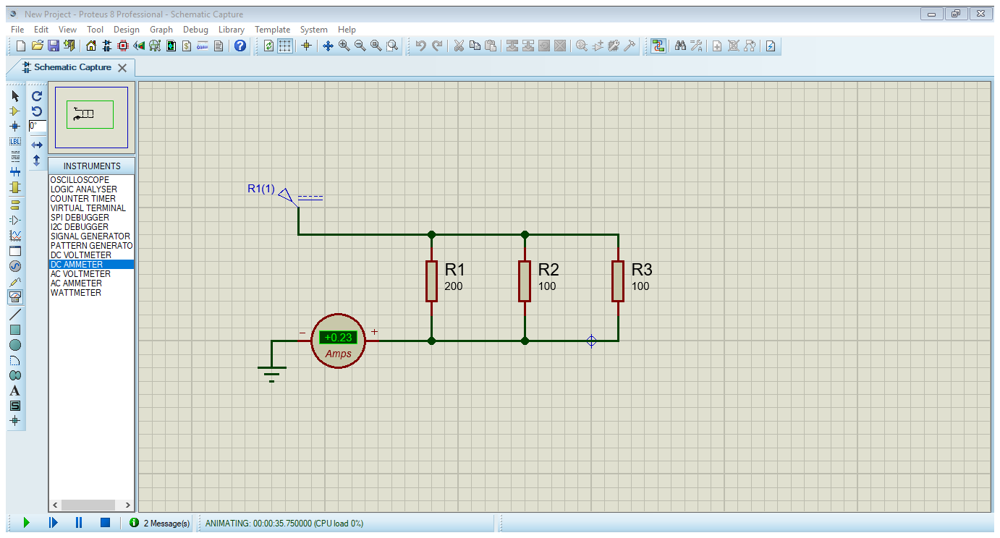 New Project - Proteus 8 Professional - Schematic Capture
File Edit View Tool Design Graph Debug Library Template System Help
Schematic Capture
0°
LBL
INSTRUMENTS
OSCILLOSCOPE
LOGIC ANALYSER
COUNTER TIMER
VIRTUAL TERMINAL
SPI DEBUGGER
I2C DEBUGGER
SIGNAL GENERATOR
PATTERN GENERATO
DC VOLTMETER
DC AMMETER
AC VOLTMETER
AC AMMETER
WATTMETER
A
S
R1(1)
R1
200
R2
100
R3
100
− +
+0.23
Amps
2 Message(s) ANIMATING: 00:00:35.750000 (CPU load 0%)